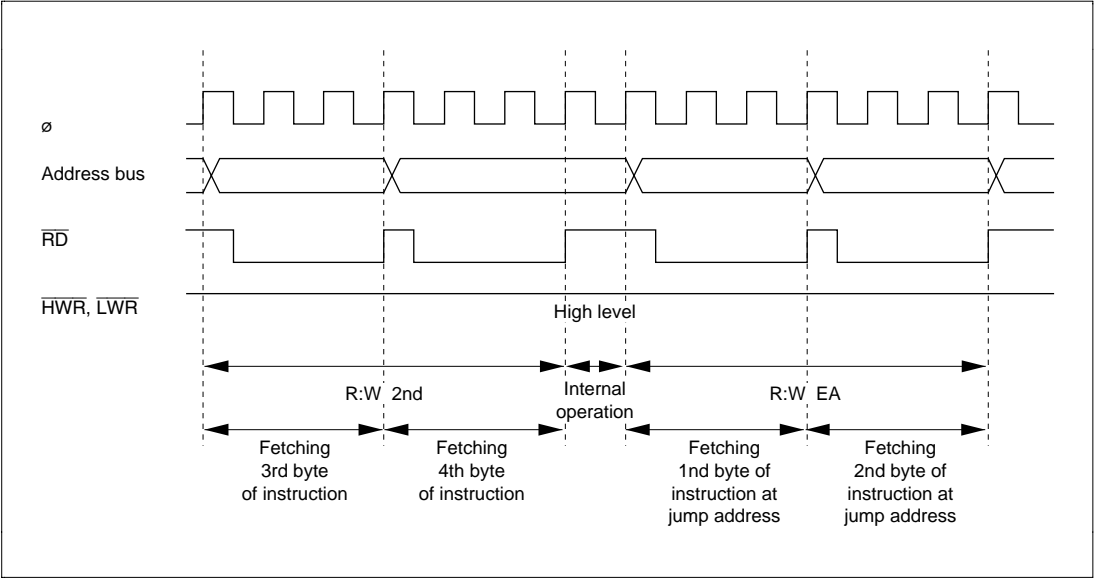 ø
Address bus
RD
HWR, LWR
High level
R:W 2nd
Internal
operation
R:W EA
Fetching
3rd byte
of instruction
Fetching
4th byte
of instruction
Fetching
1nd byte of
instruction at
jump address
Fetching
2nd byte of
instruction at
jump address